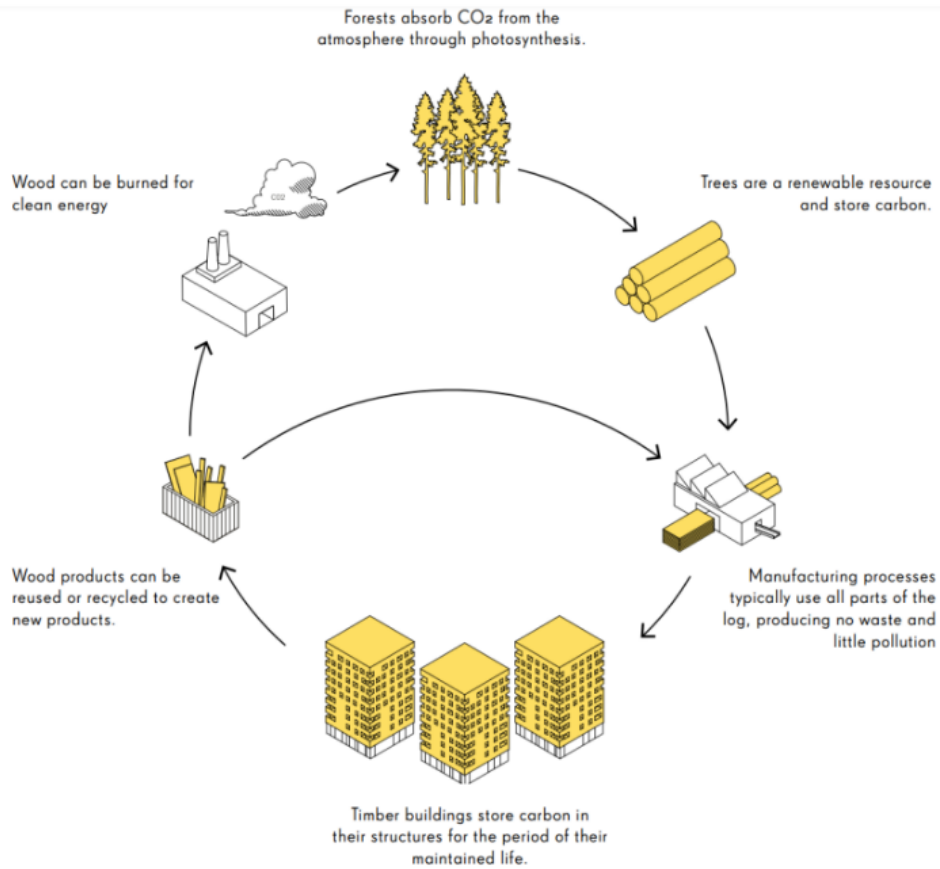 Forests absorb CO2 from the
atmosphere through photosynthesis.
Wood can be burned for
clean energy
CO2
Trees are a renewable resource
and store carbon.
Wood products can be
reused or recycled to create
new products.
Manufacturing processes
typically use all parts of the
log, producing no waste and
little pollution
Timber buildings store carbon in
their structures for the period of their
maintained life.